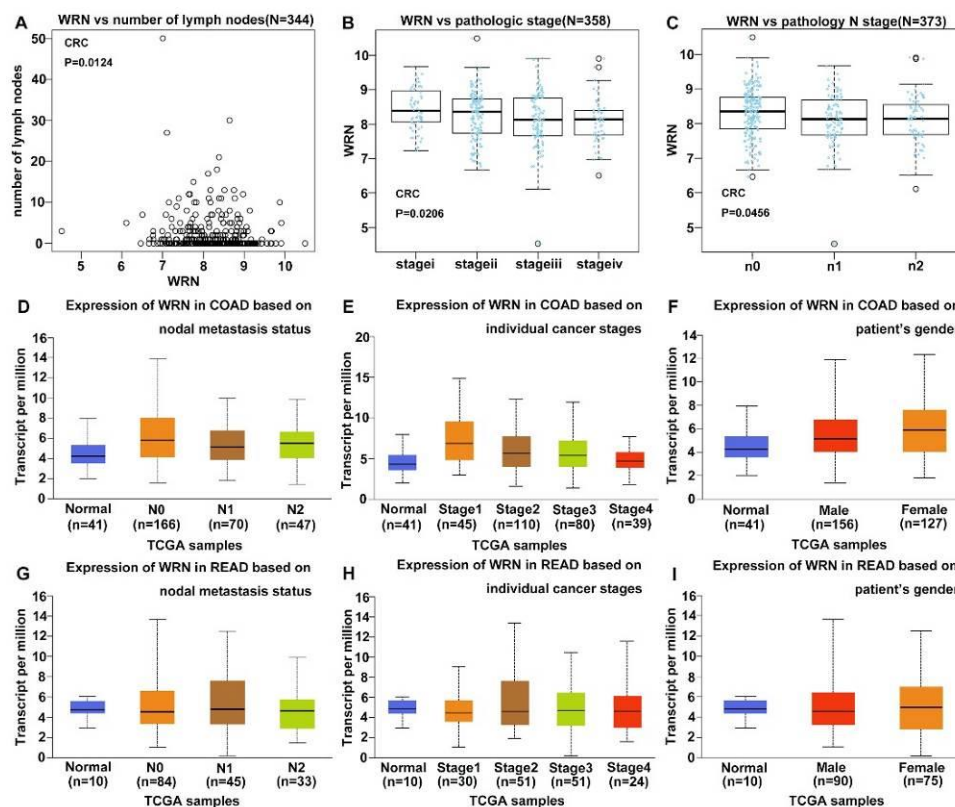 A WRN vs number of lymph nodes(N=344)
CRC
P=0.0124
number of lymph nodes
50
40
30
20
10
0
5 6 7 8 9 10
WRN
B WRN vs pathologic stage(N=358)
WRN
10
9
8
7
6
5
CRC
P=0.0206
stagei stageii stageiii stageiv
C WRN vs pathology N stage(N=373)
WRN
10
9
8
7
6
5
CRC
P=0.0456
n0 n1 n2
D Expression of WRN in COAD based on
nodal metastasis status
Transcript per million
16
14
12
10
8
6
4
2
0
Normal N0 N1 N2
(n=41) (n=166) (n=70) (n=47)
TCGA samples
E Expression of WRN in COAD based on
individual cancer stages
Transcript per million
20
15
10
5
0
Normal Stage1 Stage2 Stage3 Stage4
(n=41) (n=45) (n=110) (n=80) (n=39)
TCGA samples
F Expression of WRN in COAD based on
patient's gender
Transcript per million
14
12
10
8
6
4
2
0
Normal Male Female
(n=41) (n=156) (n=127)
TCGA samples
G Expression of WRN in READ based on
nodal metastasis status
Transcript per million
16
14
12
10
8
6
4
2
0
Normal N0 N1 N2
(n=10) (n=84) (n=45) (n=33)
TCGA samples
H Expression of WRN in READ based on
individual cancer stages
Transcript per million
16
14
12
10
8
6
4
2
0
Normal Stage1 Stage2 Stage3 Stage4
(n=10) (n=30) (n=51) (n=51) (n=24)
TCGA samples
I Expression of WRN in READ based on
patient's gender
Transcript per million
16
14
12
10
8
6
4
2
0
Normal Male Female
(n=10) (n=90) (n=75)
TCGA samples